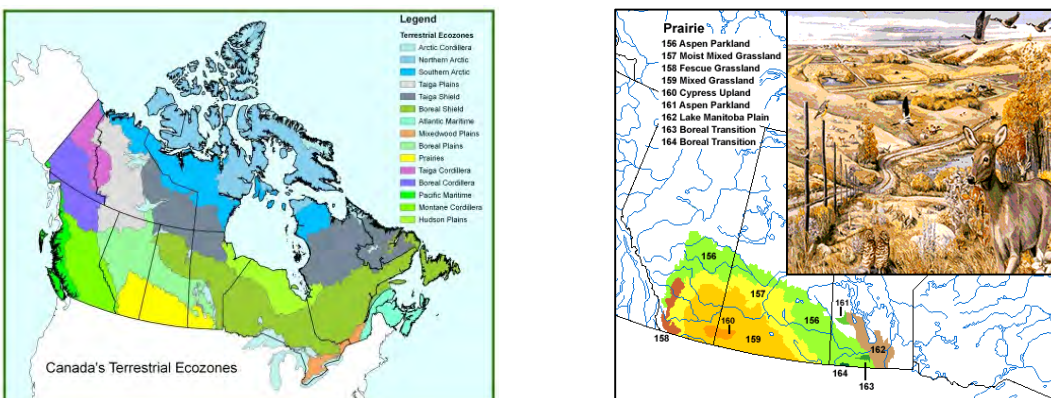 Legend
Terrestrial Ecozones
Arctic Cordillera
Northern Arctic
Southern Arctic
Taiga Plains
Taiga Shield
Boreal Shield
Atlantic Maritime
Mixedwood Plains
Boreal Plains
Prairies
Taiga Cordillera
Boreal Cordillera
Pacific Maritime
Montane Cordillera
Hudson Plains
Canada's Terrestrial Ecozones
Prairie
156 Aspen Parkland
157 Moist Mixed Grassland
158 Fescue Grassland
159 Mixed Grassland
160 Cypress Upland
161 Aspen Parkland
162 Lake Manitoba Plain
163 Boreal Transition
164 Boreal Transition
156
157
161
156
160
158
159
162
164
163